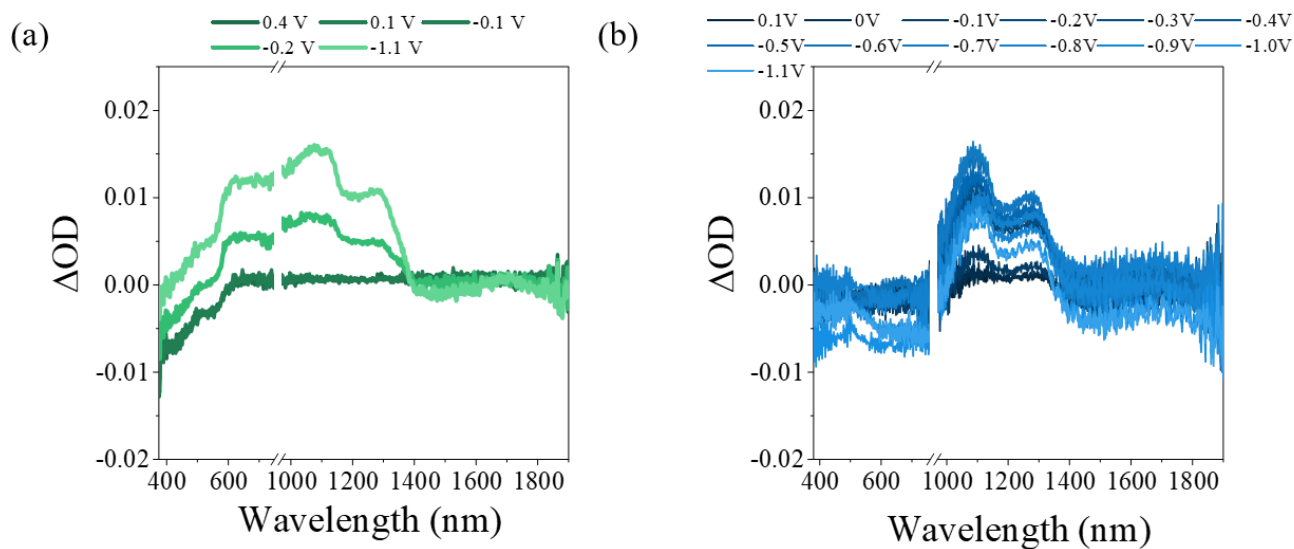 (a)
0.4 V 0.1 V -0.1 V
-0.2 V -1.1 V
ΔOD
0.02
0.01
0.00
-0.01
-0.02
400 600 1000 1200 1400 1600 1800
Wavelength (nm)
(b)
0.1V 0V -0.1V -0.2V -0.3V -0.4V
-0.5V -0.6V -0.7V -0.8V -0.9V -1.0V
-1.1V
ΔOD
0.02
0.01
0.00
-0.01
-0.02
400 600 1000 1200 1400 1600 1800
Wavelength (nm)